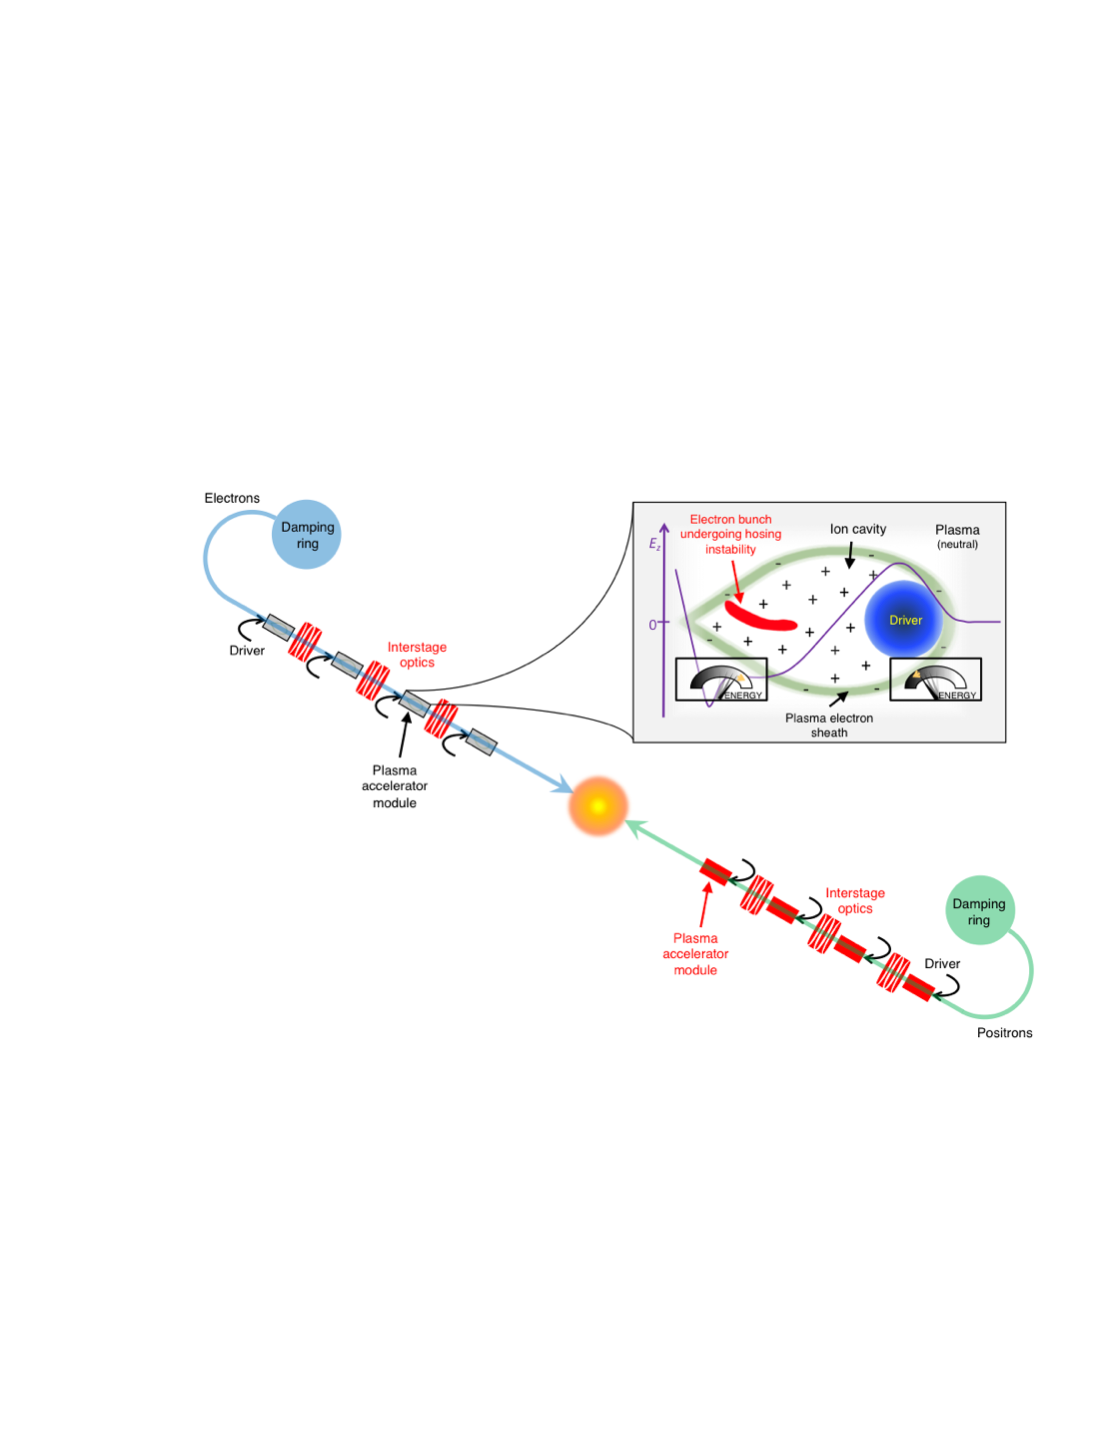 Electrons
Damping
ring
Driver
Interstage
optics
Plasma
accelerator
module
Electron bunch
undergoing hosing
instability
Ion cavity
Plasma
(neutral)
Ez
0
Driver
ENERGY
ENERGY
Plasma electron
sheath
Plasma
accelerator
module
Interstage
optics
Damping
ring
Driver
Positrons